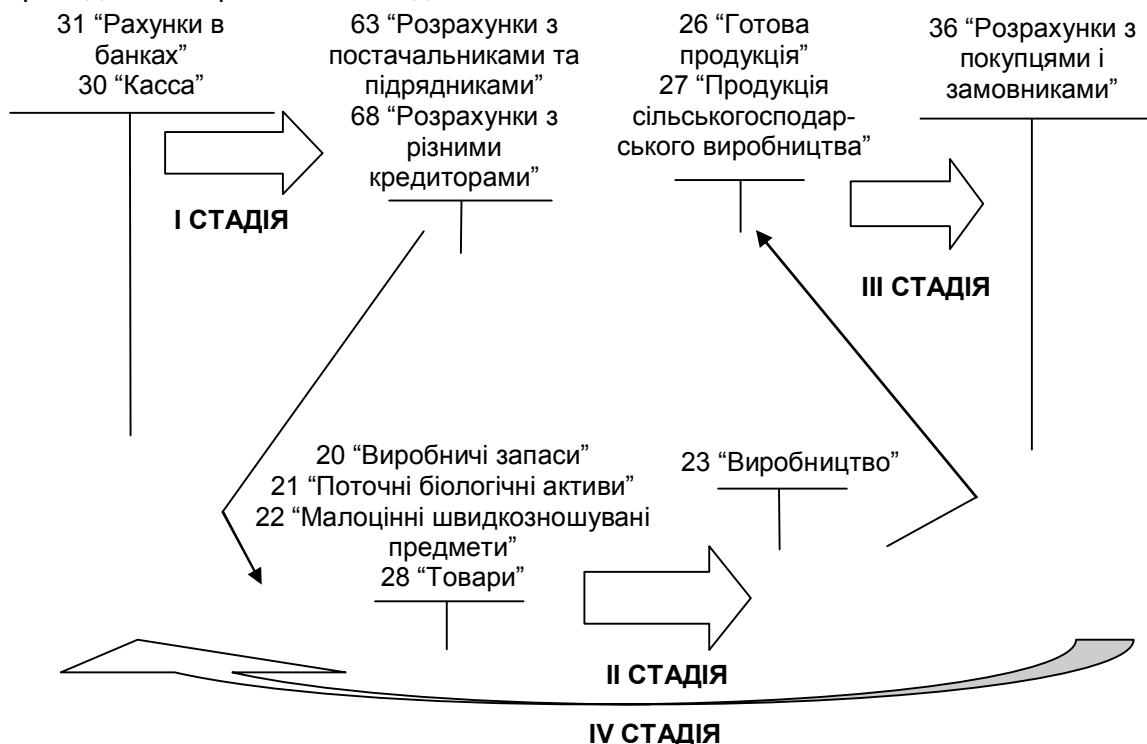 31 “Рахунки в
банках”
30 “Касса”
63 “Розрахунки з
постачальниками та
підрядниками”
68 “Розрахунки з
різними
кредиторами”
26 “Готова
продукція”
27 “Продукція
сільськогосподар-
ського виробництва”
36 “Розрахунки з
покупцями і
замовниками”
І СТАДІЯ
ІІІ СТАДІЯ
20 “Виробничі запаси”
21 “Поточні біологічні активи”
22 “Малоцінні швидкозношувані
предмети”
28 “Товари”
23 “Виробництво”
ІІ СТАДІЯ
IV СТАДІЯ